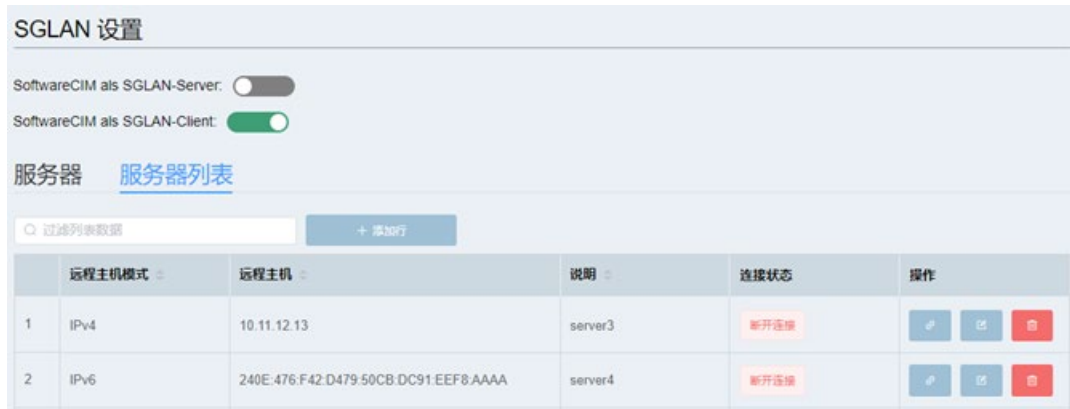 SGLAN 设置
SoftwareCIM als SGLAN-Server:
SoftwareCIM als SGLAN-Client:
服务器 服务器列表
过滤列表数据 + 添加行
远程主机模式 远程主机 说明 连接状态 操作
1 IPv4 10.11.12.13 server3 断开连接
2 IPv6 240E:476:F42:D479:50CB:DC91:EEF8:AAAA server4 断开连接